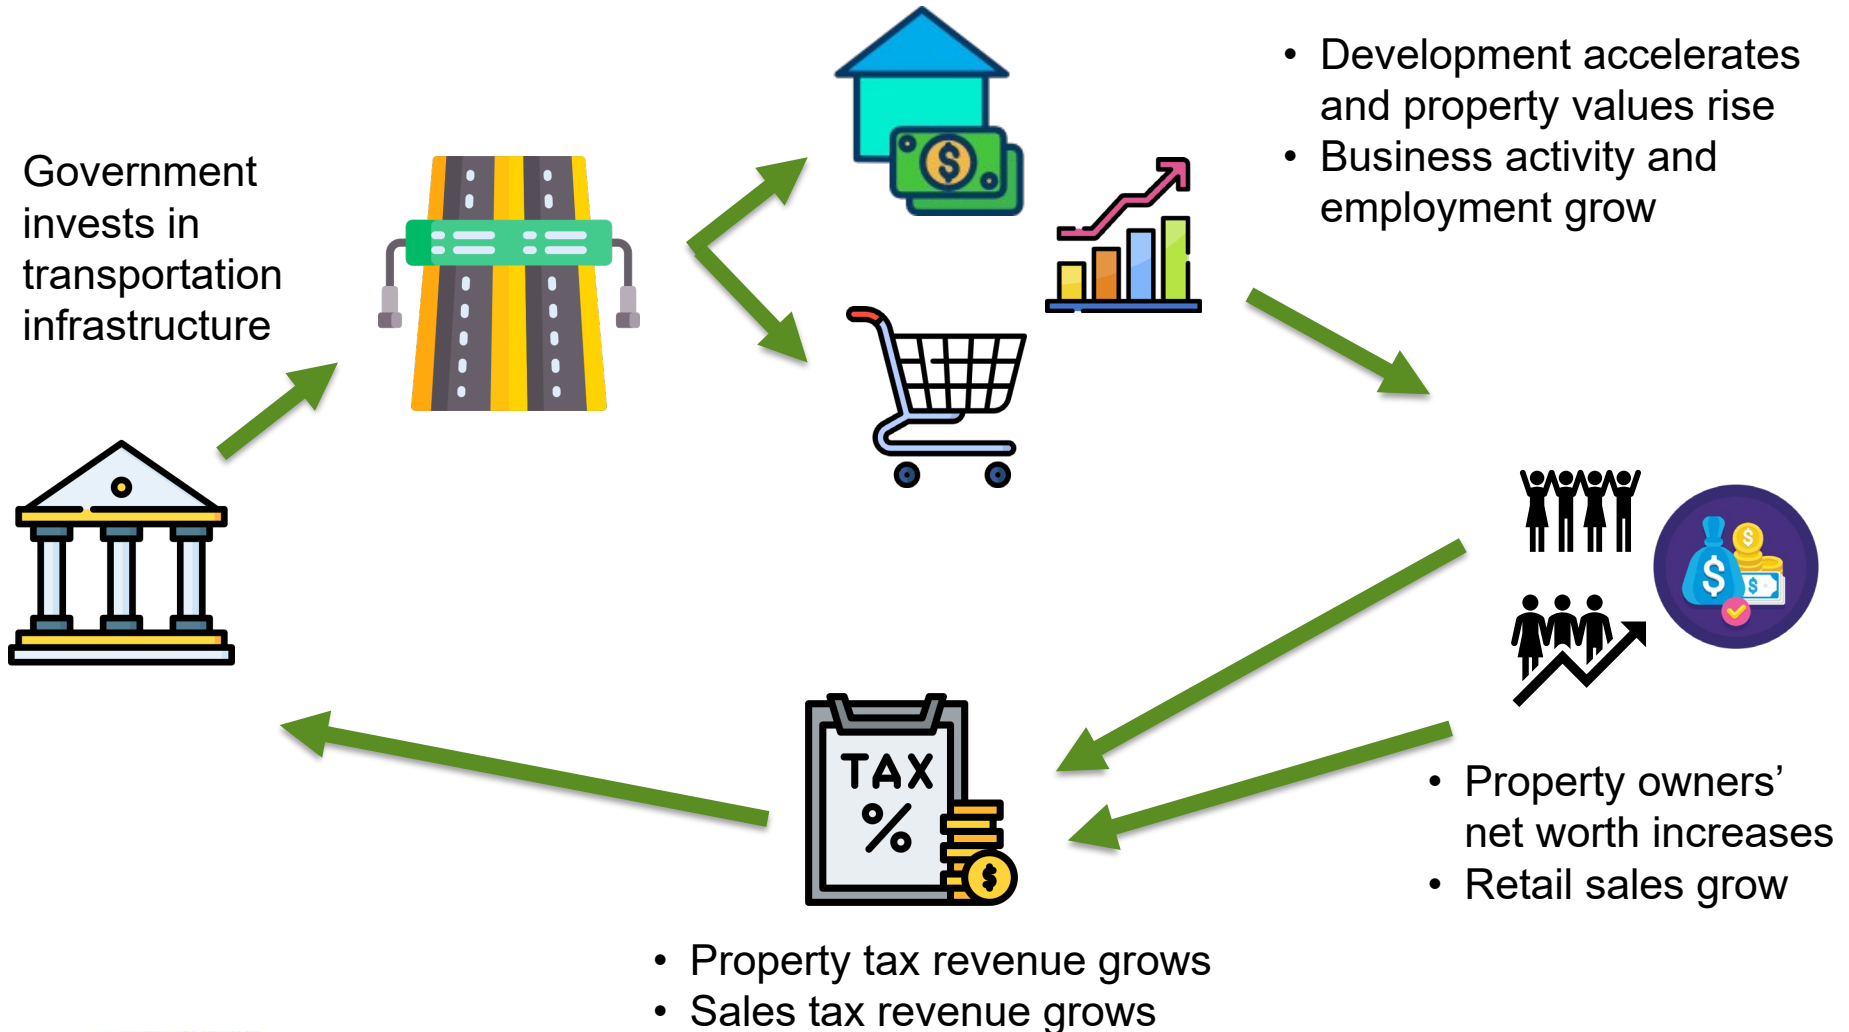 Government
invests in
transportation
infrastructure
• Development accelerates
and property values rise
• Business activity and
employment grow
$
$
$
$
• Property owners’
net worth increases
• Retail sales grow
TAX
%
$
• Property tax revenue grows
• Sales tax revenue grows